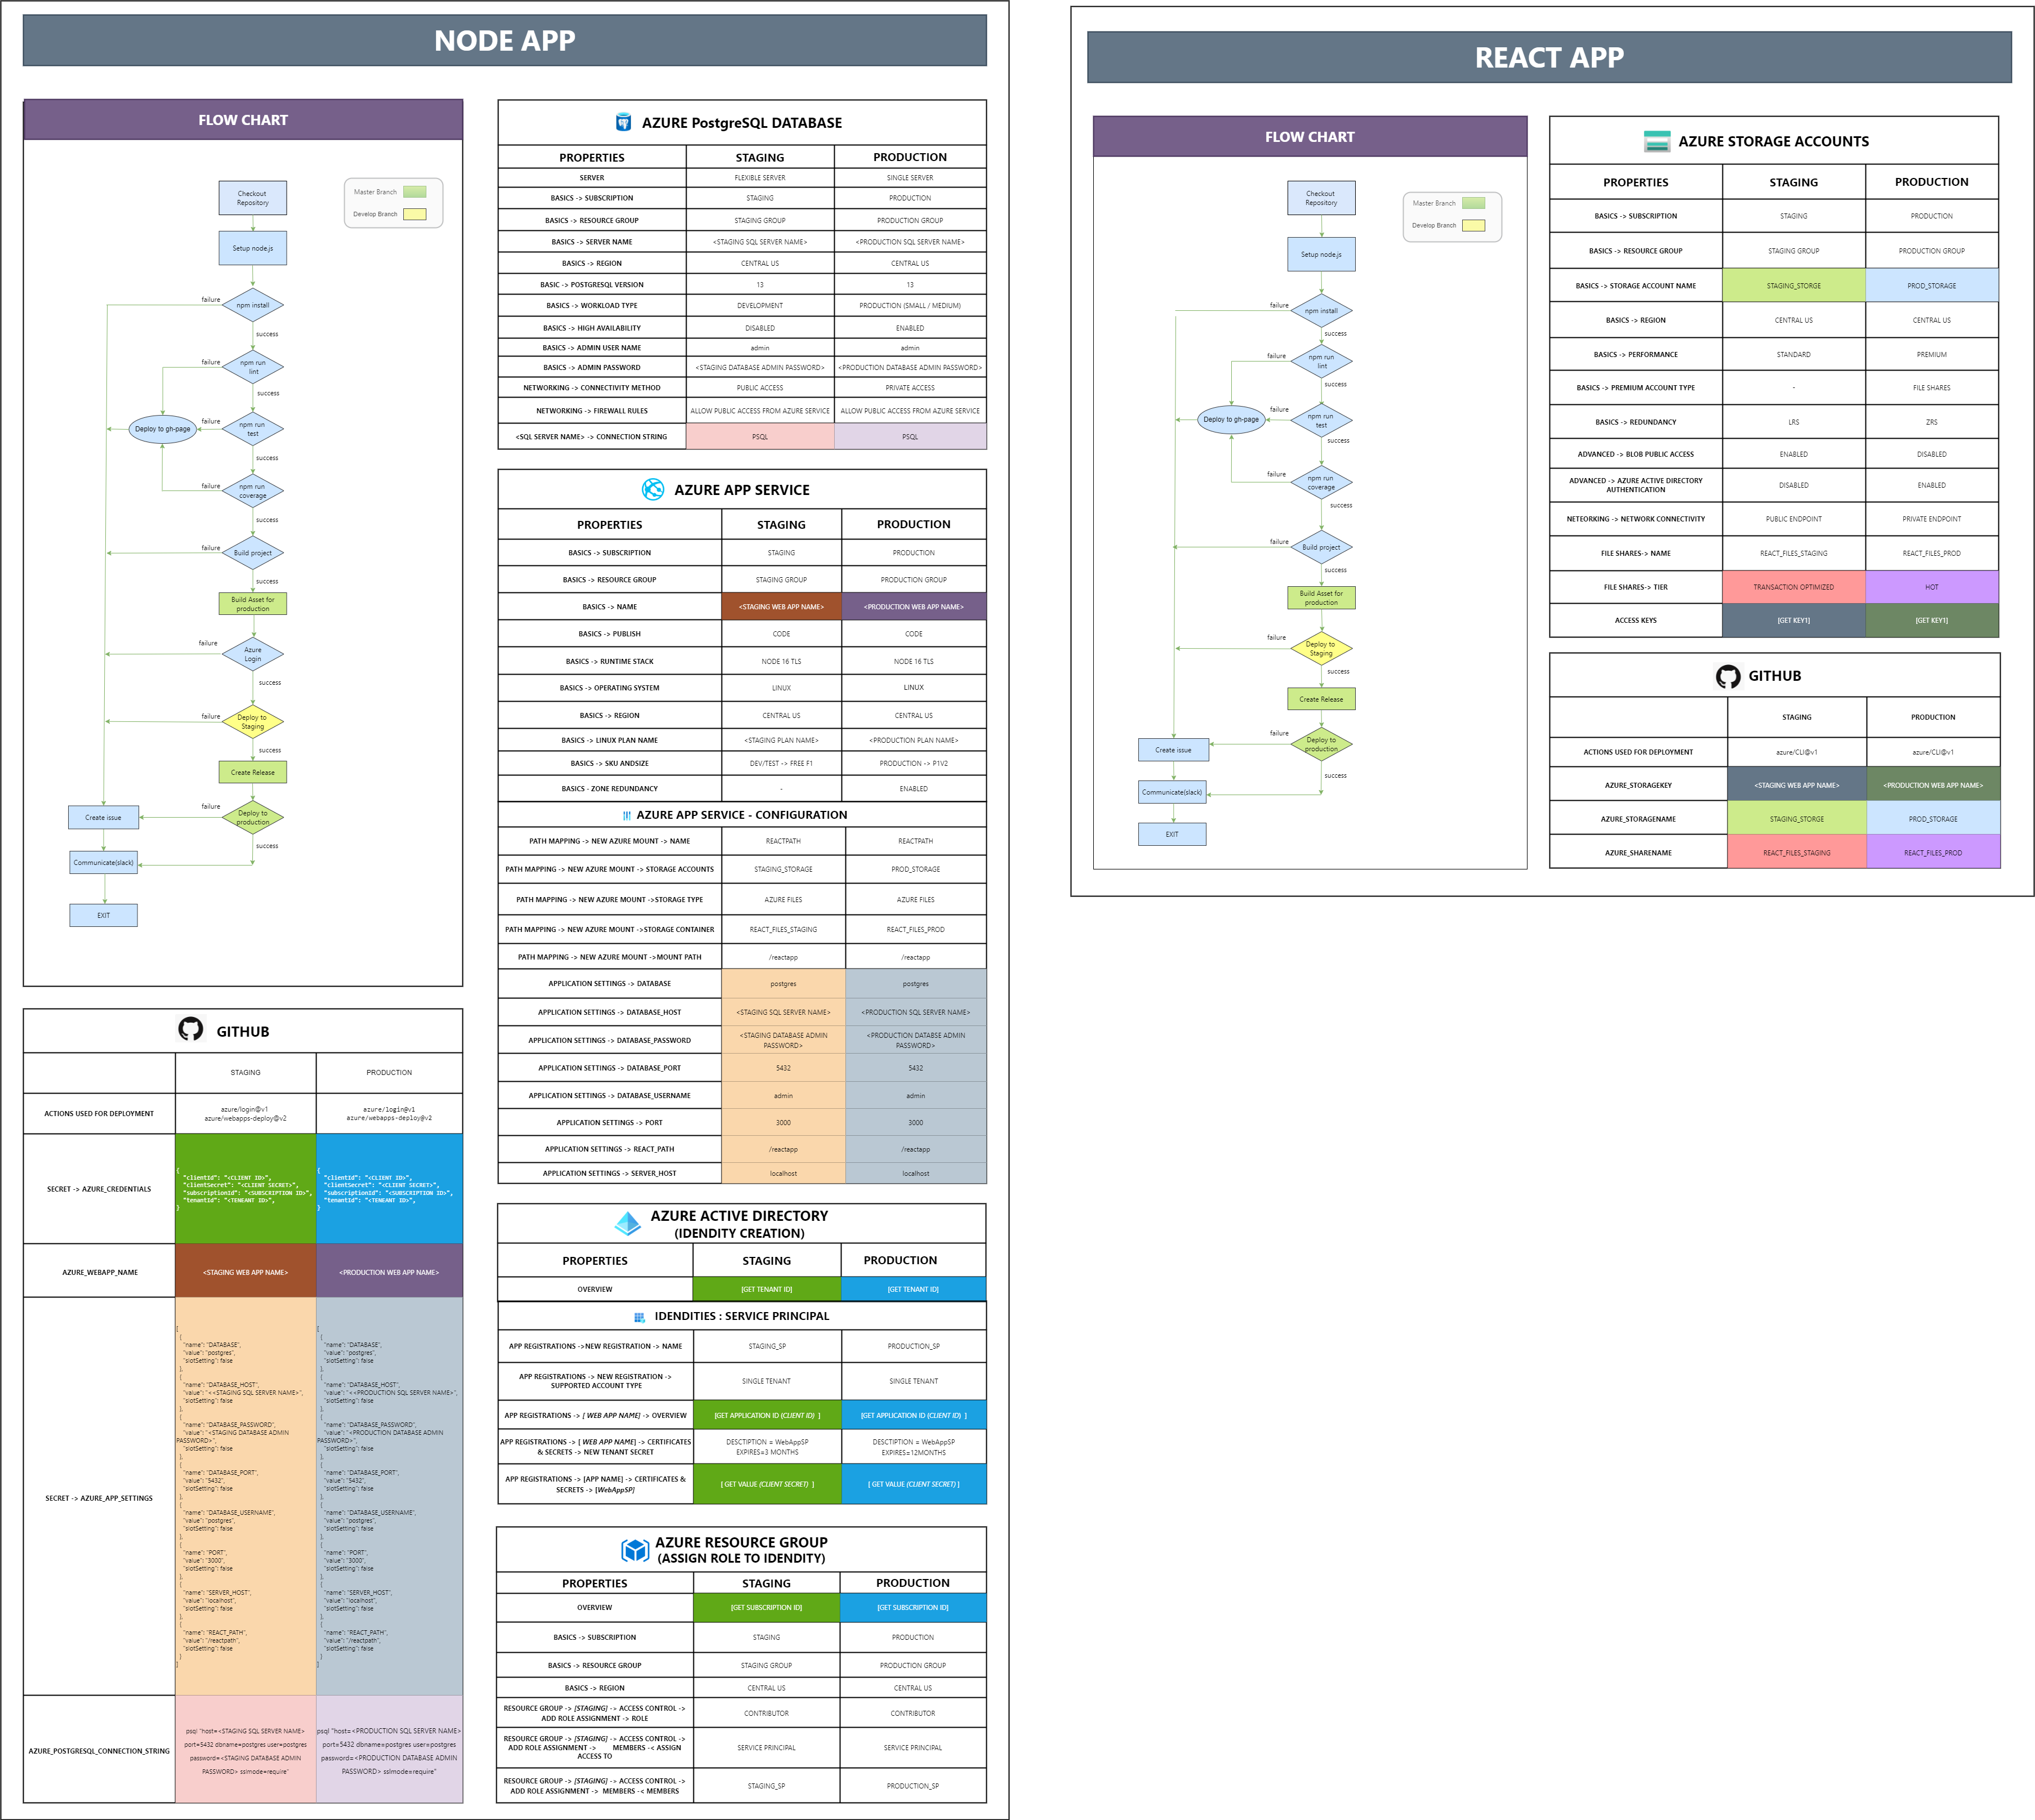 NODE APP
FLOW CHART
Master Branch
Develop Branch
Checkout
Repository
Setup node.js
failure
npm install
success
failure
npm run
lint
success
Deploy to gh-page
failure
npm run
test
success
failure
npm run
coverage
success
failure
Build project
success
Build Asset for
production
failure
Azure
Login
success
failure
Deploy to
Staging
success
Create Release
failure
Deploy to
production
success
Create issue
Communicate(slack)
EXIT
GITHUB
STAGING PRODUCTION
ACTIONS USED FOR DEPLOYMENT
azure/login@v1
azure/webapps-deploy@v2
azure/login@v1
azure/webapps-deploy@v2
SECRET -> AZURE_CREDENTIALS
{
"clientId": "<CLIENT ID>",
"clientSecret": "<CLIENT SECRET>",
"subscriptionId": "<SUBSCRIPTION ID>",
"tenantId": "<TENEANT ID>",
}
{
"clientId": "<CLIENT ID>",
"clientSecret": "<CLIENT SECRET>",
"subscriptionId": "<SUBSCRIPTION ID>",
"tenantId": "<TENEANT ID>",
}
AZURE_WEBAPP_NAME <STAGING WEB APP NAME> <PRODUCTION WEB APP NAME>
SECRET -> AZURE_APP_SETTINGS
[
{
"name": "DATABASE",
"value": "postgres",
"slotSetting": false
},
{
"name": "DATABASE_HOST",
"value": "<<STAGING SQL SERVER NAME>",
"slotSetting": false
},
{
"name": "DATABASE_PASSWORD",
"value": "<STAGING DATABASE ADMIN
PASSWORD>",
"slotSetting": false
},
{
"name": "DATABASE_PORT",
"value": "5432",
"slotSetting": false
},
{
"name": "DATABASE_USERNAME",
"value": "postgres",
"slotSetting": false
},
{
"name": "PORT",
"value": "3000",
"slotSetting": false
},
{
"name": "SERVER_HOST",
"value": "localhost",
"slotSetting": false
},
{
"name": "REACT_PATH",
"value": "/reactpath",
"slotSetting": false
}
]
[
{
"name": "DATABASE",
"value": "postgres",
"slotSetting": false
},
{
"name": "DATABASE_HOST",
"value": "<<PRODUCTION SQL SERVER NAME>",
"slotSetting": false
},
{
"name": "DATABASE_PASSWORD",
"value": "<PRODUCTION DATABASE ADMIN
PASSWORD>",
"slotSetting": false
},
{
"name": "DATABASE_PORT",
"value": "5432",
"slotSetting": false
},
{
"name": "DATABASE_USERNAME",
"value": "postgres",
"slotSetting": false
},
{
"name": "PORT",
"value": "3000",
"slotSetting": false
},
{
"name": "SERVER_HOST",
"value": "localhost",
"slotSetting": false
},
{
"name": "REACT_PATH",
"value": "/reactpath",
"slotSetting": false
}
]
AZURE_POSTGRESQL_CONNECTION_STRING
psql "host=<STAGING SQL SERVER NAME>
port=5432 dbname=postgres user=postgres
password=<STAGING DATABASE ADMIN
PASSWORD> sslmode=require"
psql "host=<PRODUCTION SQL SERVER NAME>
port=5432 dbname=postgres user=postgres
password=<PRODUCTION DATABASE ADMIN
PASSWORD> sslmode=require"
AZURE PostgreSQL DATABASE
PROPERTIES STAGING PRODUCTION
SERVER FLEXIBLE SERVER SINGLE SERVER
BASICS -> SUBSCRIPTION STAGING PRODUCTION
BASICS -> RESOURCE GROUP STAGING GROUP PRODUCTION GROUP
BASICS -> SERVER NAME <STAGING SQL SERVER NAME> <PRODUCTION SQL SERVER NAME>
BASICS -> REGION CENTRAL US CENTRAL US
BASIC -> POSTGRESQL VERSION 13 13
BASICS -> WORKLOAD TYPE DEVELOPMENT PRODUCTION (SMALL / MEDIUM)
BASICS -> HIGH AVAILABILITY DISABLED ENABLED
BASICS -> ADMIN USER NAME admin admin
BASICS -> ADMIN PASSWORD <STAGING DATABASE ADMIN PASSWORD> <PRODUCTION DATABASE ADMIN PASSWORD>
NETWORKING -> CONNECTIVITY METHOD PUBLIC ACCESS PRIVATE ACCESS
NETWORKING -> FIREWALL RULES ALLOW PUBLIC ACCESS FROM AZURE SERVICE ALLOW PUBLIC ACCESS FROM AZURE SERVICE
<SQL SERVER NAME> -> CONNECTION STRING PSQL PSQL
AZURE APP SERVICE
PROPERTIES STAGING PRODUCTION
BASICS -> SUBSCRIPTION STAGING PRODUCTION
BASICS -> RESOURCE GROUP STAGING GROUP PRODUCTION GROUP
BASICS -> NAME <STAGING WEB APP NAME> <PRODUCTION WEB APP NAME>
BASICS -> PUBLISH CODE CODE
BASICS -> RUNTIME STACK NODE 16 TLS NODE 16 TLS
BASICS -> OPERATING SYSTEM LINUX LINUX
BASICS -> REGION CENTRAL US CENTRAL US
BASICS -> LINUX PLAN NAME <STAGING PLAN NAME> <PRODUCTION PLAN NAME>
BASICS -> SKU ANDSIZE DEV/TEST -> FREE F1 PRODUCTION -> P1V2
BASICS - ZONE REDUNDANCY - ENABLED
AZURE APP SERVICE - CONFIGURATION
PATH MAPPING -> NEW AZURE MOUNT -> NAME REACTPATH REACTPATH
PATH MAPPING -> NEW AZURE MOUNT -> STORAGE ACCOUNTS STAGING_STORAGE PROD_STORAGE
PATH MAPPING -> NEW AZURE MOUNT ->STORAGE TYPE AZURE FILES AZURE FILES
PATH MAPPING -> NEW AZURE MOUNT ->STORAGE CONTAINER REACT_FILES_STAGING REACT_FILES_PROD
PATH MAPPING -> NEW AZURE MOUNT ->MOUNT PATH /reactapp /reactapp
APPLICATION SETTINGS -> DATABASE postgres postgres
APPLICATION SETTINGS -> DATABASE_HOST <STAGING SQL SERVER NAME> <PRODUCTION SQL SERVER NAME>
APPLICATION SETTINGS -> DATABASE_PASSWORD
<STAGING DATABASE ADMIN
PASSWORD>
<PRODUCTION DATABSE ADMIN
PASSWORD>
APPLICATION SETTINGS -> DATABASE_PORT 5432 5432
APPLICATION SETTINGS -> DATABASE_USERNAME admin admin
APPLICATION SETTINGS -> PORT 3000 3000
APPLICATION SETTINGS -> REACT_PATH /reactapp /reactapp
APPLICATION SETTINGS -> SERVER_HOST localhost localhost
AZURE ACTIVE DIRECTORY
(IDENDITY CREATION)
PROPERTIES STAGING PRODUCTION
OVERVIEW [GET TENANT ID] [GET TENANT ID]
IDENDITIES : SERVICE PRINCIPAL
APP REGISTRATIONS ->NEW REGISTRATION -> NAME STAGING_SP PRODUCTION_SP
APP REGISTRATIONS -> NEW REGISTRATION ->
SUPPORTED ACCOUNT TYPE
SINGLE TENANT SINGLE TENANT
APP REGISTRATIONS -> [ WEB APP NAME] -> OVERVIEW [GET APPLICATION ID (CLIENT ID) ] [GET APPLICATION ID (CLIENT ID) ]
APP REGISTRATIONS -> [ WEB APP NAME] -> CERTIFICATES
& SECRETS -> NEW TENANT SECRET
DESCTIPTION = WebAppSP
EXPIRES=3 MONTHS
DESCTIPTION = WebAppSP
EXPIRES=12MONTHS
APP REGISTRATIONS -> [APP NAME] -> CERTIFICATES &
SECRETS -> [WebAppSP]
[ GET VALUE (CLIENT SECRET) ] [ GET VALUE (CLIENT SECRET) ]
AZURE RESOURCE GROUP
(ASSIGN ROLE TO IDENDITY)
PROPERTIES STAGING PRODUCTION
OVERVIEW [GET SUBSCRIPTION ID] [GET SUBSCRIPTION ID]
BASICS -> SUBSCRIPTION STAGING PRODUCTION
BASICS -> RESOURCE GROUP STAGING GROUP PRODUCTION GROUP
BASICS -> REGION CENTRAL US CENTRAL US
RESOURCE GROUP -> [STAGING] -> ACCESS CONTROL ->
ADD ROLE ASSIGNMENT -> ROLE
CONTRIBUTOR CONTRIBUTOR
RESOURCE GROUP -> [STAGING] -> ACCESS CONTROL ->
ADD ROLE ASSIGNMENT -> MEMBERS -< ASSIGN
ACCESS TO
SERVICE PRINCIPAL SERVICE PRINCIPAL
RESOURCE GROUP -> [STAGING] -> ACCESS CONTROL ->
ADD ROLE ASSIGNMENT -> MEMBERS -< MEMBERS
STAGING_SP PRODUCTION_SP
REACT APP
FLOW CHART
Master Branch
Develop Branch
Checkout
Repository
Setup node.js
failure
npm install
success
failure
npm run
lint
success
Deploy to gh-page
failure
npm run
test
success
failure
npm run
coverage
success
failure
Build project
success
Build Asset for
production
failure
Deploy to
Staging
success
Create Release
failure
Deploy to
production
success
Create issue
Communicate(slack)
EXIT
AZURE STORAGE ACCOUNTS
PROPERTIES STAGING PRODUCTION
BASICS -> SUBSCRIPTION STAGING PRODUCTION
BASICS -> RESOURCE GROUP STAGING GROUP PRODUCTION GROUP
BASICS -> STORAGE ACCOUNT NAME STAGING_STORGE PROD_STORAGE
BASICS -> REGION CENTRAL US CENTRAL US
BASICS -> PERFORMANCE STANDARD PREMIUM
BASICS -> PREMIUM ACCOUNT TYPE - FILE SHARES
BASICS -> REDUNDANCY LRS ZRS
ADVANCED -> BLOB PUBLIC ACCESS ENABLED DISABLED
ADVANCED -> AZURE ACTIVE DIRECTORY
AUTHENTICATION
DISABLED ENABLED
NETEORKING -> NETWORK CONNECTIVITY PUBLIC ENDPOINT PRIVATE ENDPOINT
FILE SHARES-> NAME REACT_FILES_STAGING REACT_FILES_PROD
FILE SHARES-> TIER TRANSACTION OPTIMIZED HOT
ACCESS KEYS [GET KEY1] [GET KEY1]
GITHUB
STAGING PRODUCTION
ACTIONS USED FOR DEPLOYMENT azure/CLI@v1 azure/CLI@v1
AZURE_STORAGEKEY <STAGING WEB APP NAME> <PRODUCTION WEB APP NAME>
AZURE_STORAGENAME STAGING_STORGE PROD_STORAGE
AZURE_SHARENAME REACT_FILES_STAGING REACT_FILES_PROD